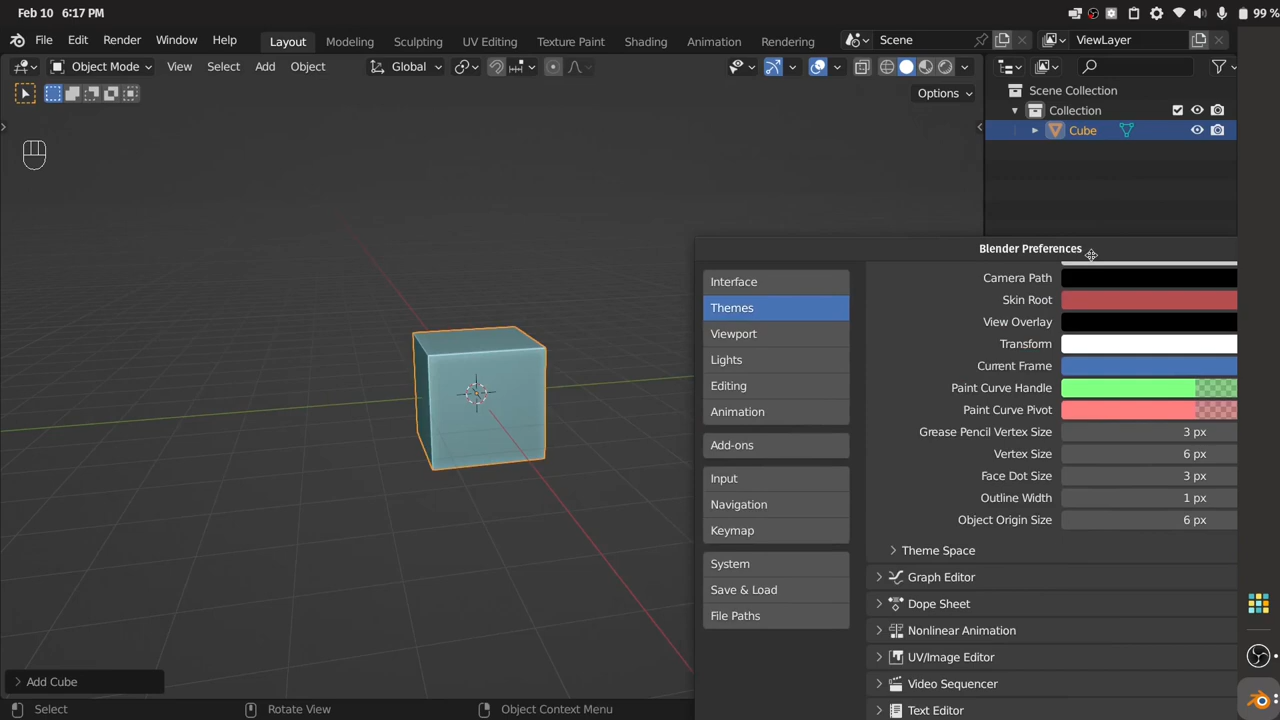 Feb 10 6:17 PM
99 %
File Edit Render Window Help
Layout Modeling Sculpting UV Editing Texture Paint Shading Animation Rendering
Scene
ViewLayer
Object Mode View Select Add Object
Global
Options
Scene Collection
Collection
Cube
Blender Preferences
Interface
Themes
Viewport
Lights
Editing
Animation
Add-ons
Input
Navigation
Keymap
System
Save & Load
File Paths
Camera Path
Skin Root
View Overlay
Transform
Current Frame
Paint Curve Handle
Paint Curve Pivot
Grease Pencil Vertex Size 3 px
Vertex Size 6 px
Face Dot Size 3 px
Outline Width 1 px
Object Origin Size 6 px
Theme Space
Graph Editor
Dope Sheet
Nonlinear Animation
UV/Image Editor
Video Sequencer
Text Editor
Add Cube
Select
Rotate View
Object Context Menu